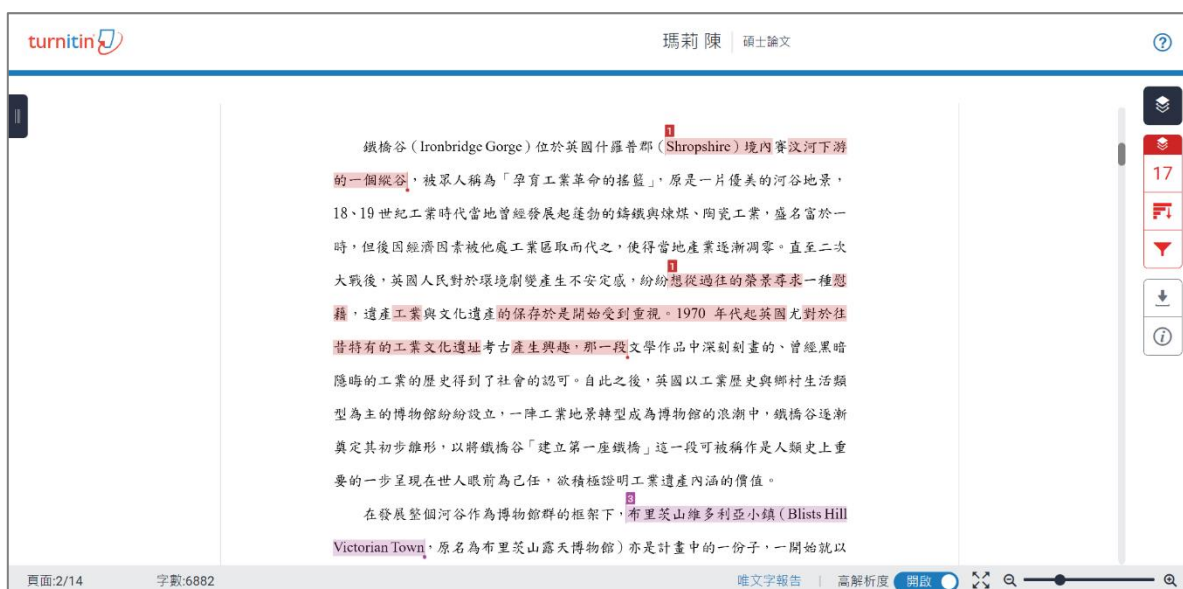 turnitin
瑪莉 陳 碩士論文
?
1
鐵橋谷（Ironbridge Gorge）位於英國什羅普郡（Shropshire）境內賽汶河下游
的一個縱谷，被眾人稱為「孕育工業革命的搖籃」，原是一片優美的河谷地景，
18、19 世紀工業時代當地曾經發展起蓬勃的鑄鐵與煉煤、陶瓷工業，盛名富於一
時，但後因經濟因素被他處工業區取而代之，使得當地產業逐漸凋零。直至二次
1
大戰後，英國人民對於環境劇變產生不安定感，紛紛想從過往的榮景尋求一種慰
藉，遺產工業與文化遺產的保存於是開始受到重視。1970 年代起英國尤對於往
昔特有的工業文化遺址考古產生興趣，那一段文學作品中深刻刻畫的、曾經黑暗
隱晦的工業的歷史得到了社會的認可。自此之後，英國以工業歷史與鄉村生活類
型為主的博物館紛紛設立，一陣工業地景轉型成為博物館的浪潮中，鐵橋谷逐漸
奠定其初步雛形，以將鐵橋谷「建立第一座鐵橋」這一段可被稱作是人類史上重
要的一步呈現在世人眼前為己任，欲積極證明工業遺產內涵的價值。
3
在發展整個河谷作為博物館群的框架下，布里茨山維多利亞小鎮（Blists Hill
Victorian Town，原名為布里茨山露天博物館）亦是計畫中的一份子，一開始就以
17
頁面:2/14 字數:6882 唯文字報告 | 高解析度 開啟